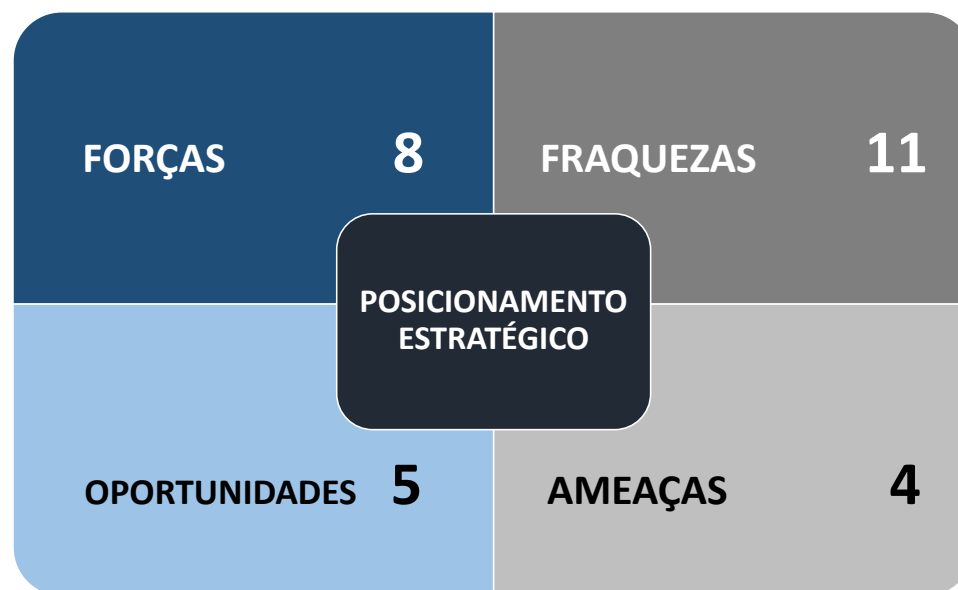 FORÇAS 8
FRAQUEZAS 11
POSICIONAMENTO
ESTRATÉGICO
OPORTUNIDADES 5
AMEAÇAS 4